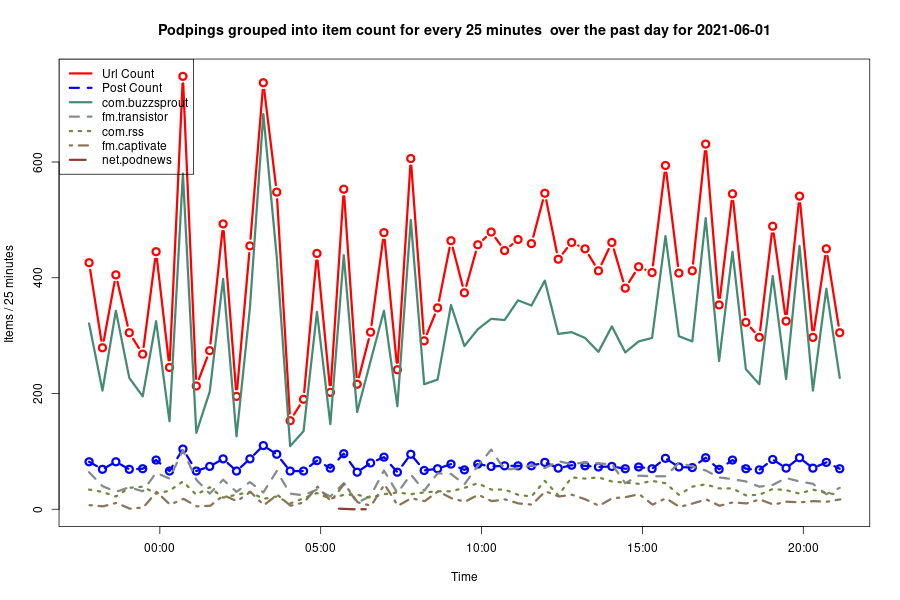 Podpings grouped into item count for every 25 minutes  over the past day for 2021-06-01
Url Count
Post Count
com.buzzsprout
fm.transistor
com.rss
fm.captivate
net.podnews
Items / 25 minutes
600
400
200
0
00:00 05:00 10:00 15:00 20:00
Time